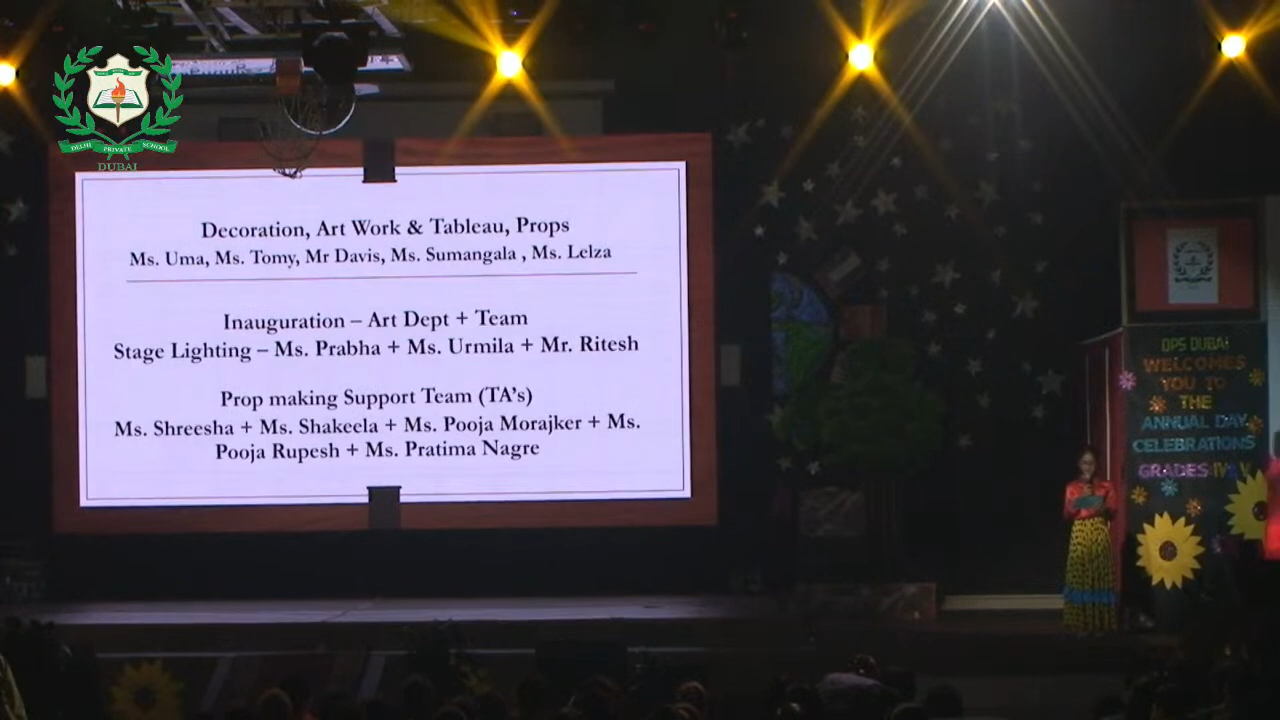 DELHI PRIVATE SCHOOL
DUBAI
Decoration, Art Work & Tableau, Props
Ms. Uma, Ms. Tomy, Mr Davis, Ms. Sumangala , Ms. Lelza
Inauguration – Art Dept + Team
Stage Lighting – Ms. Prabha + Ms. Urmila + Mr. Ritesh
Prop making Support Team (TA’s)
Ms. Shreesha + Ms. Shakeela + Ms. Pooja Morajker + Ms.
Pooja Rupesh + Ms. Pratima Nagre
DPS DUBAI
WELCOMES
YOU TO
THE
ANNUAL DAY
CELEBRATIONS
GRADES IV